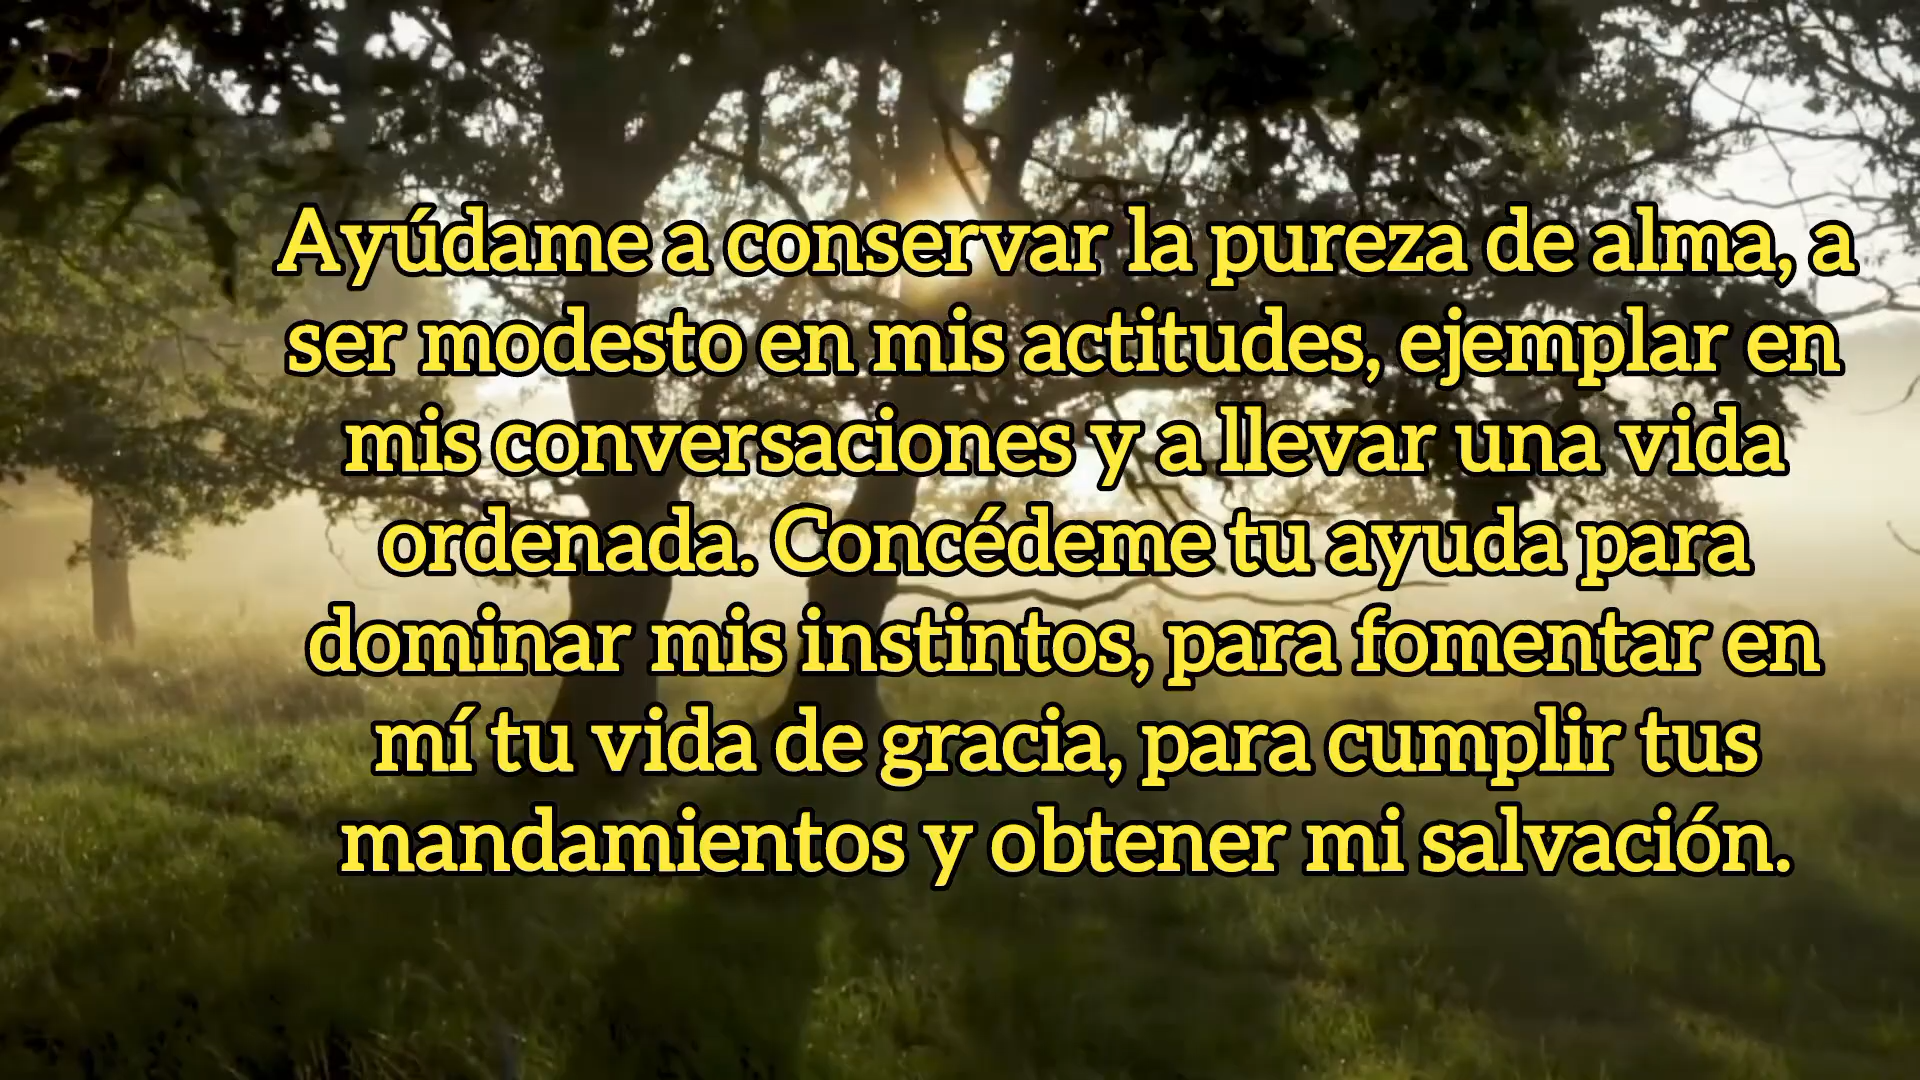 Ayúdame a conservar la pureza de alma, a
ser modesto en mis actitudes, ejemplar en
mis conversaciones y a llevar una vida
ordenada. Concédeme tu ayuda para
dominar mis instintos, para fomentar en
mí tu vida de gracia, para cumplir tus
mandamientos y obtener mi salvación.